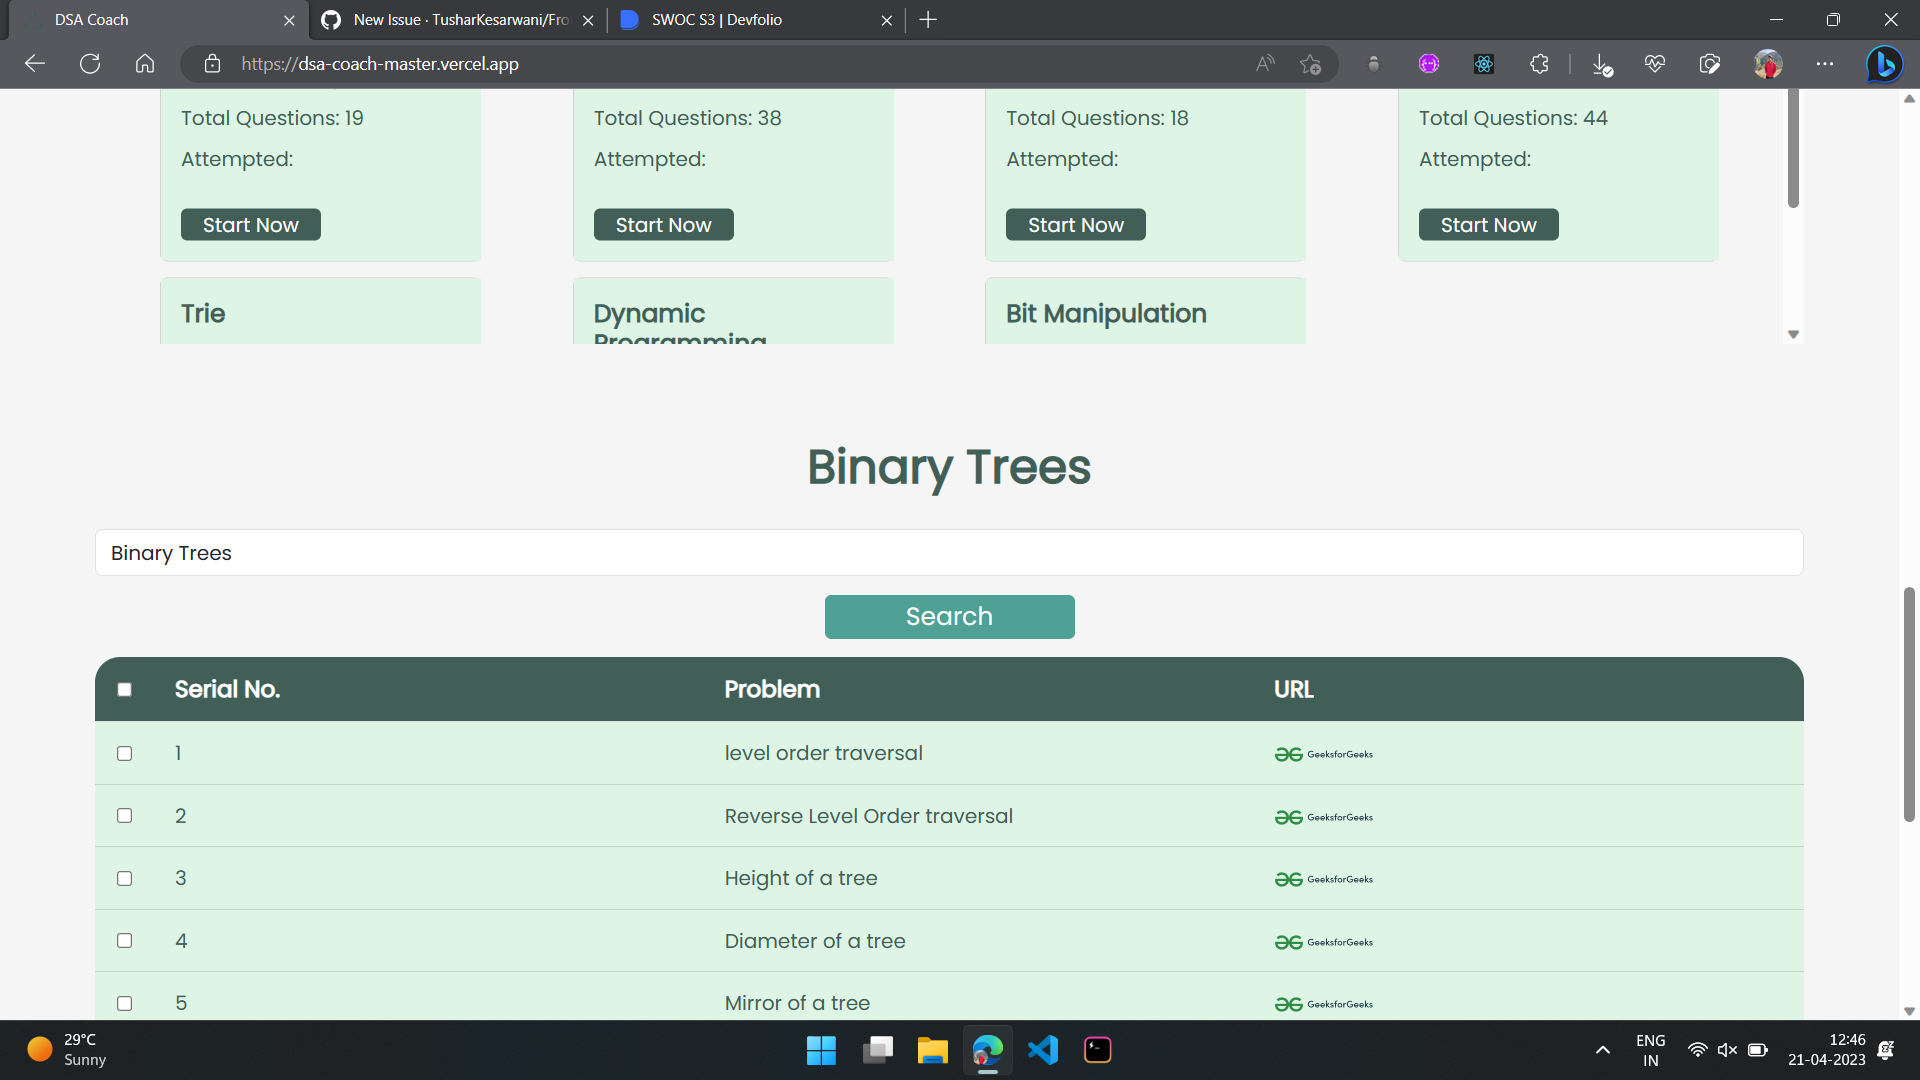 DSA Coach
New Issue · TusharKesarwani/Fro
SWOC S3 | Devfolio
https://dsa-coach-master.vercel.app
Total Questions: 19
Attempted:
Start Now
Total Questions: 38
Attempted:
Start Now
Total Questions: 18
Attempted:
Start Now
Total Questions: 44
Attempted:
Start Now
Trie
Dynamic
Programming
Bit Manipulation
Binary Trees
Binary Trees
Search
Serial No. Problem URL
1 level order traversal GeeksforGeeks
2 Reverse Level Order traversal GeeksforGeeks
3 Height of a tree GeeksforGeeks
4 Diameter of a tree GeeksforGeeks
5 Mirror of a tree GeeksforGeeks
29°C
Sunny
ENG
IN
12:46
21-04-2023